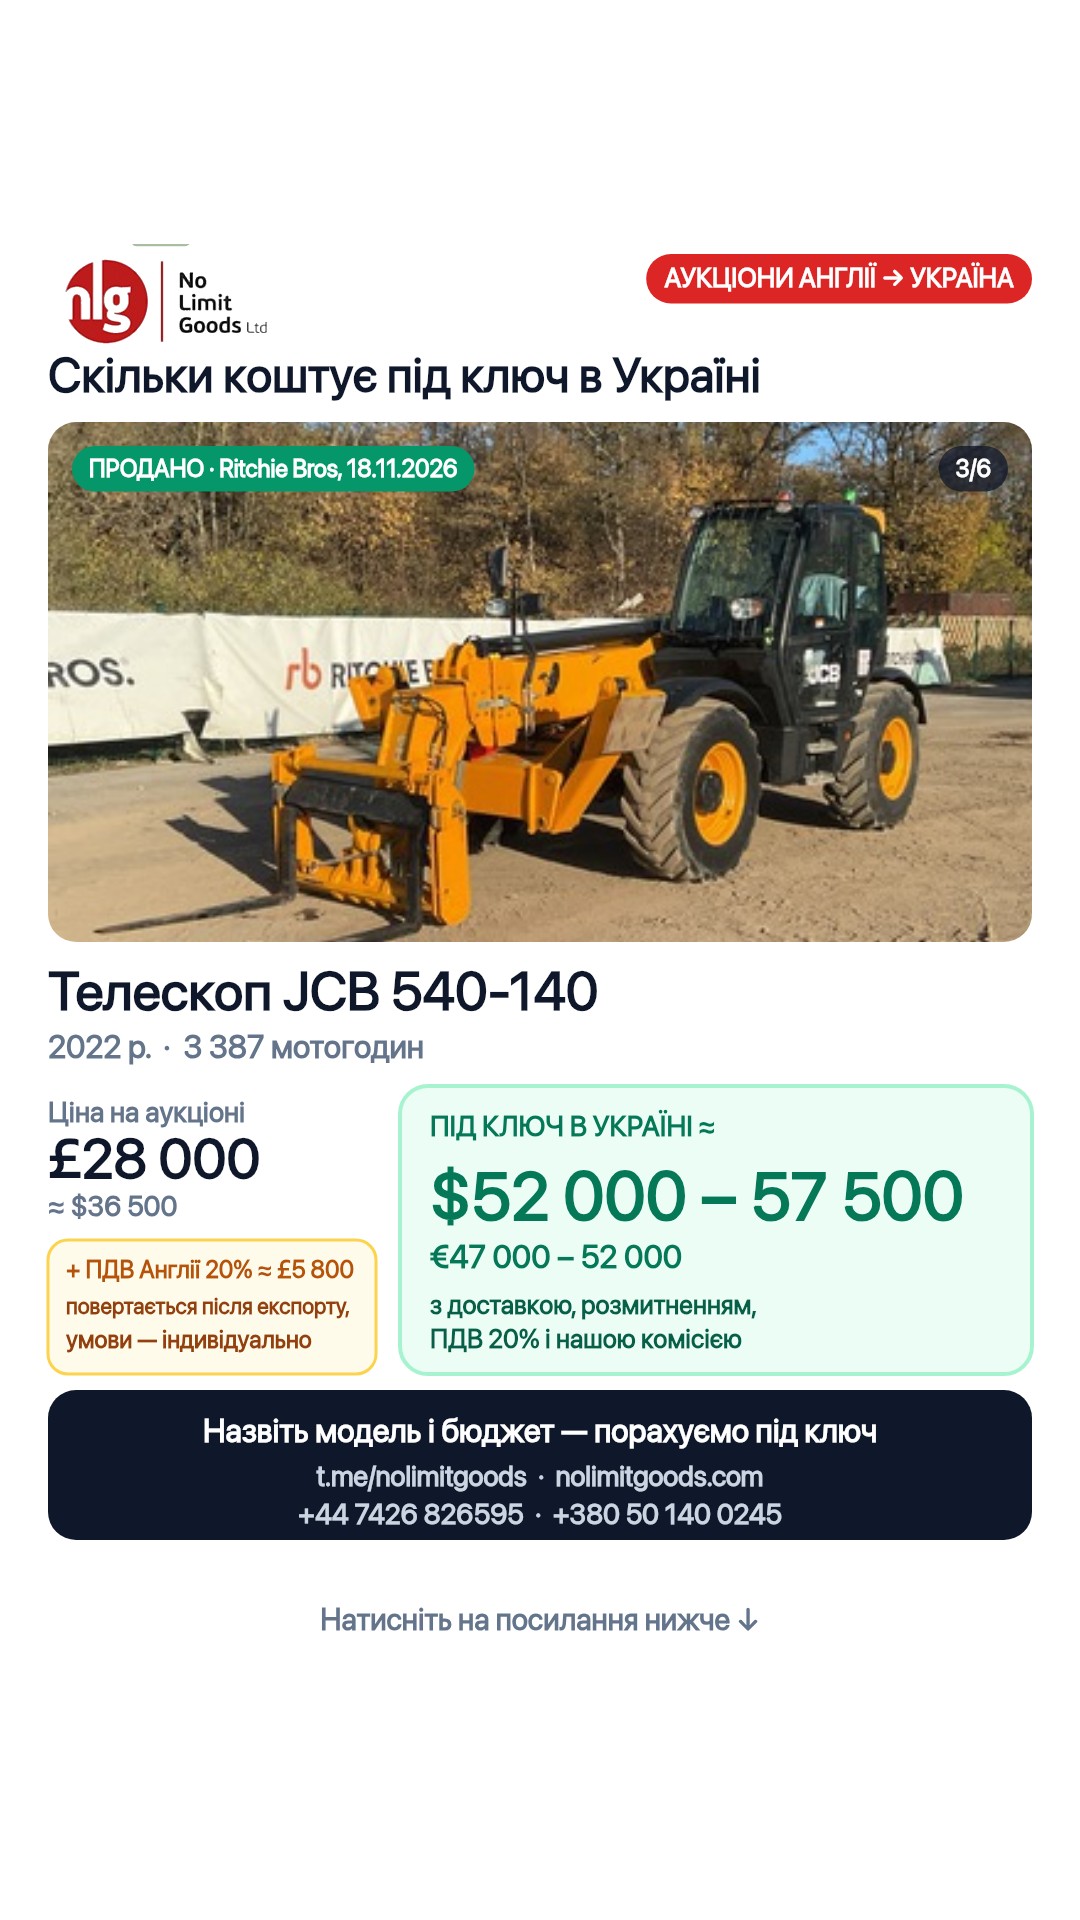 nlg
No
Limit
Goods Ltd
АУКЦІОНИ АНГЛІЇ → УКРАЇНА
Скільки коштує під ключ в Україні
ПРОДАНО · Ritchie Bros, 18.11.2026
3/6
ROS.
rb RITCHIE B
JCB
Телескоп JCB 540-140
2022 р. · 3 387 мотогодин
Ціна на аукціоні
£28 000
≈ $36 500
+ ПДВ Англії 20% ≈ £5 800
повертається після експорту,
умови — індивідуально
ПІД КЛЮЧ В УКРАЇНІ ≈
$52 000 – 57 500
€47 000 – 52 000
з доставкою, розмитненням,
ПДВ 20% і нашою комісією
Назвіть модель і бюджет — порахуємо під ключ
t.me/nolimitgoods · nolimitgoods.com
+44 7426 826595 · +380 50 140 0245
Натисніть на посилання нижче ↓